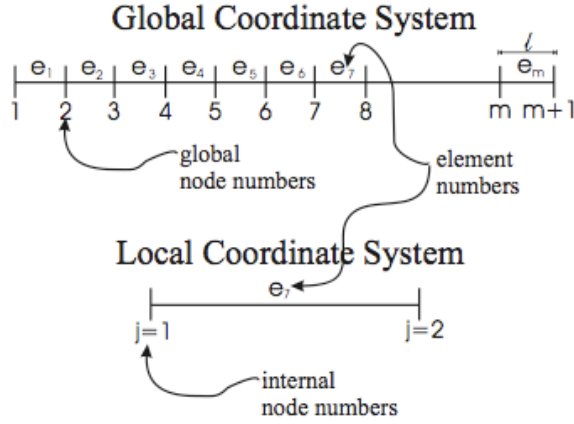 Global Coordinate System
l
e1 e2 e3 e4 e5 e6 e7 em
1 2 3 4 5 6 7 8 m m+1
global
node numbers
element
numbers
Local Coordinate System
e7
j=1 j=2
internal
node numbers